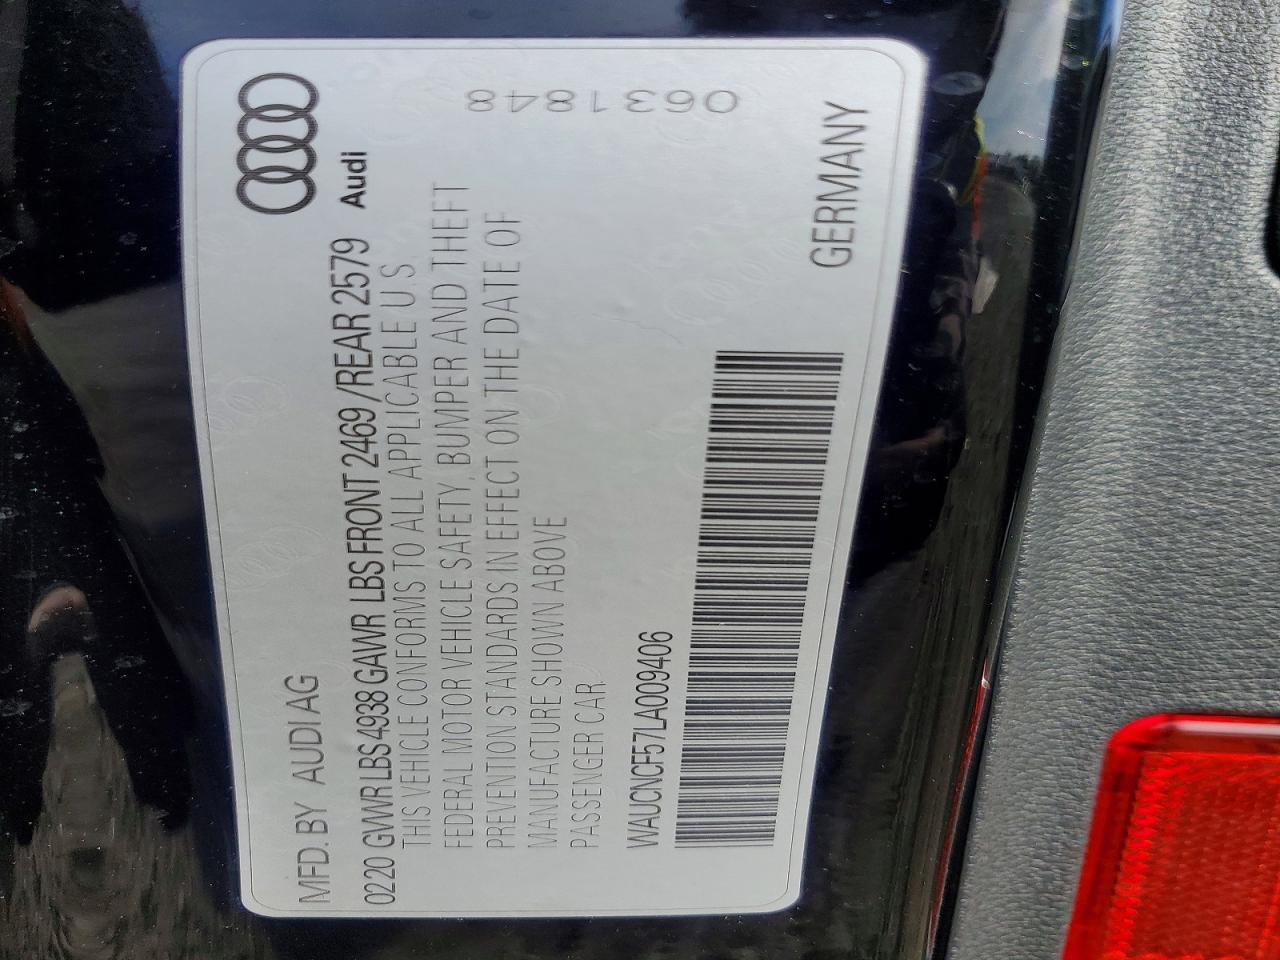 MFD. BY AUDI AG
Audi
0220 GVWR LBS 4938 GAWR LBS FRONT 2469 /REAR 2579
THIS VEHICLE CONFORMS TO ALL APPLICABLE U.S.
FEDERAL MOTOR VEHICLE SAFETY, BUMPER AND THEFT
PREVENTION STANDARDS IN EFFECT ON THE DATE OF
MANUFACTURE SHOWN ABOVE
PASSENGER CAR
0631848
WAUCNCF57LA009406
GERMANY